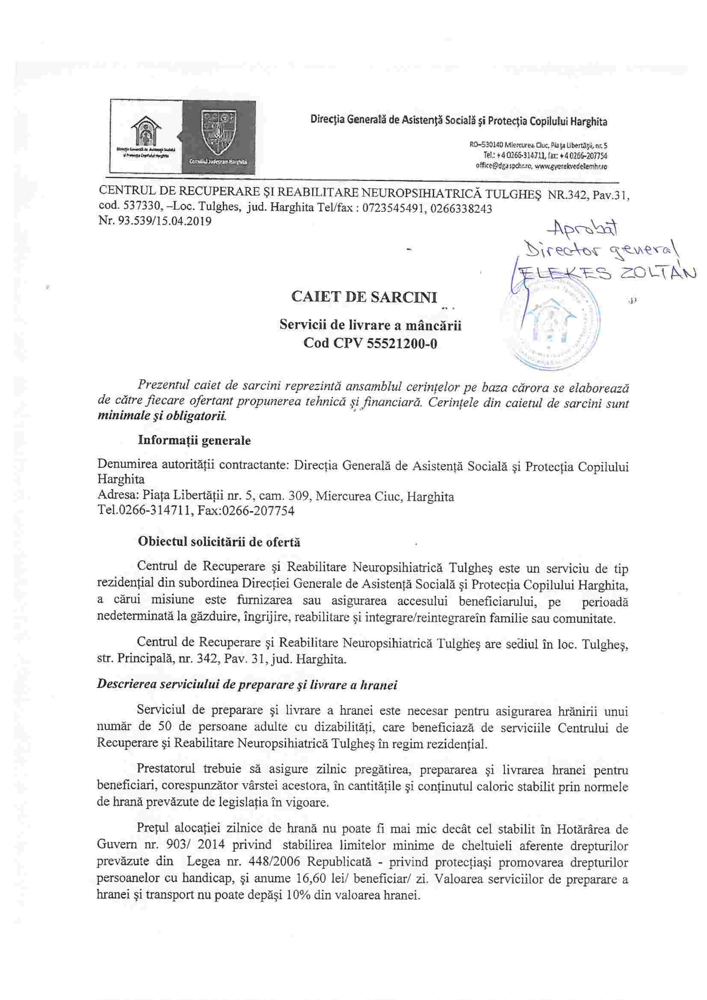 Direcţia Generală de Asistenţă Socială
şi Protecţia Copilului Harghita
Consiliul Judeţean Harghita
Direcţia Generală de Asistenţă Socială şi Protecţia Copilului Harghita
RO-530140 Miercurea Ciuc, Piaţa Libertăţii, nr. 5
Tel.: +4 0266-314711, fax: +4 0266-207754
office@dgaspchr.ro, www.gyerekvedelemhr.ro
CENTRUL DE RECUPERARE ŞI REABILITARE NEUROPSIHIATRICĂ TULGHEŞ NR.342, Pav.31,
cod. 537330, –Loc. Tulghes, jud. Harghita Tel/fax : 0723545491, 0266338243
Nr. 93.539/15.04.2019
Aprobat
Director general
ELEKES ZOLTÁN
CAIET DE SARCINI
Servicii de livrare a mâncării
Cod CPV 55521200-0
Prezentul caiet de sarcini reprezintă ansamblul cerinţelor pe baza cărora se elaborează
de către fiecare ofertant propunerea tehnică şi financiară. Cerinţele din caietul de sarcini sunt
minimale şi obligatorii.
Informaţii generale
Denumirea autorităţii contractante: Direcţia Generală de Asistenţă Socială şi Protecţia Copilului
Harghita
Adresa: Piaţa Libertăţii nr. 5, cam. 309, Miercurea Ciuc, Harghita
Tel.0266-314711, Fax:0266-207754
Obiectul solicitării de ofertă
Centrul de Recuperare şi Reabilitare Neuropsihiatrică Tulgheş este un serviciu de tip
rezidenţial din subordinea Direcţiei Generale de Asistenţă Socială şi Protecţia Copilului Harghita,
a cărui misiune este furnizarea sau asigurarea accesului beneficiarului, pe perioadă
nedeterminată la găzduire, îngrijire, reabilitare şi integrare/reintegrareîn familie sau comunitate.
Centrul de Recuperare şi Reabilitare Neuropsihiatrică Tulgheş are sediul în loc. Tulgheş,
str. Principală, nr. 342, Pav. 31, jud. Harghita.
Descrierea serviciului de preparare şi livrare a hranei
Serviciul de preparare şi livrare a hranei este necesar pentru asigurarea hrănirii unui
număr de 50 de persoane adulte cu dizabilităţi, care beneficiază de serviciile Centrului de
Recuperare şi Reabilitare Neuropsihiatrică Tulgheş în regim rezidenţial.
Prestatorul trebuie să asigure zilnic pregătirea, prepararea şi livrarea hranei pentru
beneficiari, corespunzător vârstei acestora, în cantităţile şi conţinutul caloric stabilit prin normele
de hrană prevăzute de legislaţia în vigoare.
Preţul alocaţiei zilnice de hrană nu poate fi mai mic decât cel stabilit în Hotărârea de
Guvern nr. 903/ 2014 privind stabilirea limitelor minime de cheltuieli aferente drepturilor
prevăzute din Legea nr. 448/2006 Republicată - privind protecţiaşi promovarea drepturilor
persoanelor cu handicap, şi anume 16,60 lei/ beneficiar/ zi. Valoarea serviciilor de preparare a
hranei şi transport nu poate depăşi 10% din valoarea hranei.